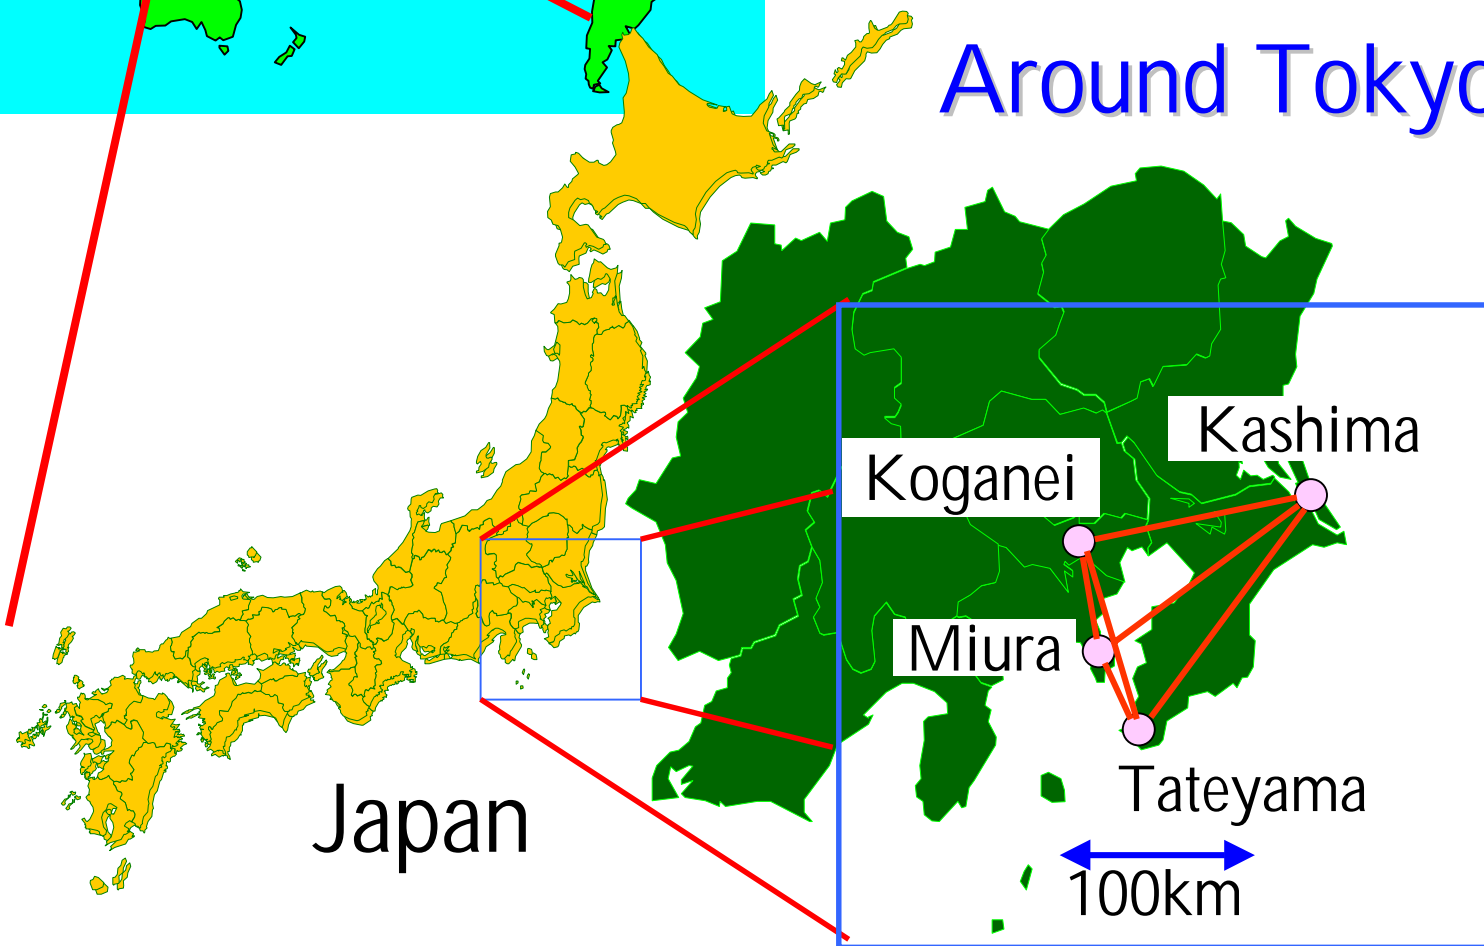 Around Tokyo
Kashima
Koganei
Miura
Tateyama
100km
Japan